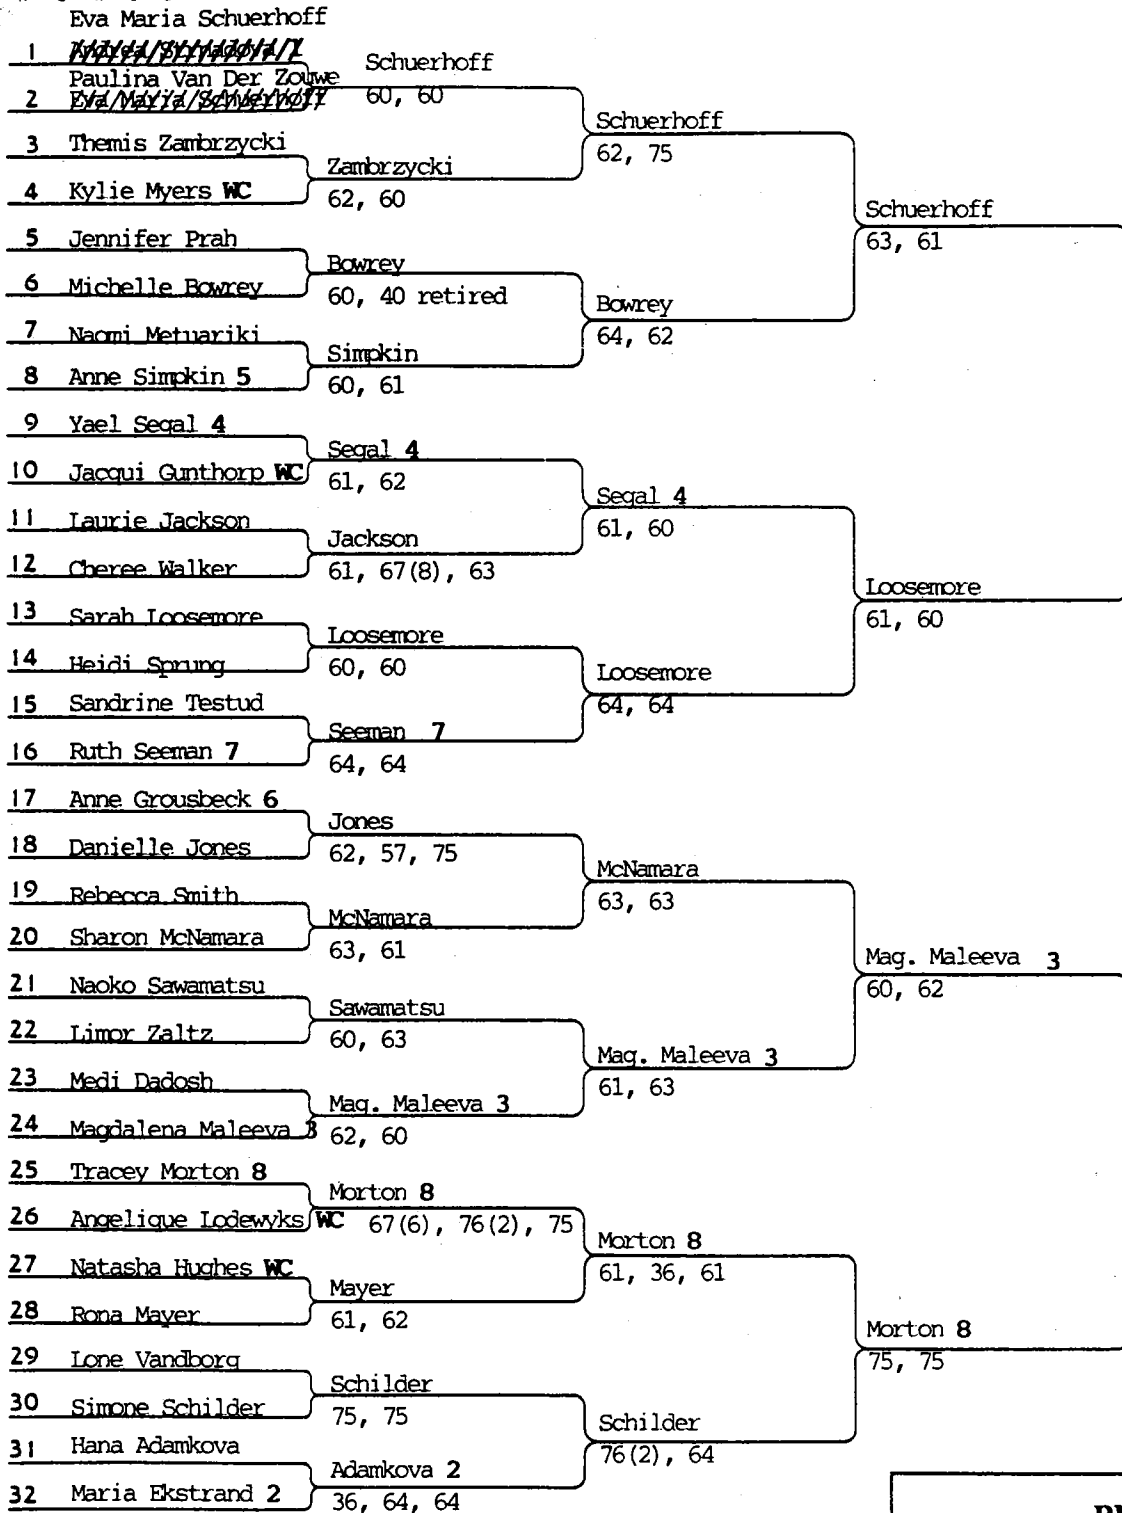 Eva Maria Schuerhoff
1 Andrea Strnadova 1
Paulina Van Der Zouwe
2 Eva Maria Schuerhoff
3 Themis Zambrzycki
4 Kylie Myers WC
5 Jennifer Prah
6 Michelle Bowrey
7 Naomi Metuariki
8 Anne Simpkin 5
9 Yael Segal 4
10 Jacqui Gunthorp WC
11 Laurie Jackson
12 Cheree Walker
13 Sarah Loosemore
14 Heidi Sprung
15 Sandrine Testud
16 Ruth Seeman 7
17 Anne Grousbeck 6
18 Danielle Jones
19 Rebecca Smith
20 Sharon McNamara
21 Naoko Sawamatsu
22 Limor Zaltz
23 Medi Dadosh
24 Magdalena Maleeva 3
25 Tracey Morton 8
26 Angelique Lodewyks WC
27 Natasha Hughes WC
28 Rona Mayer
29 Lone Vandborg
30 Simone Schilder
31 Hana Adamkova
32 Maria Ekstrand 2
Schuerhoff
60, 60
Zambrzycki
62, 60
Bowrey
60, 40 retired
Simpkin
60, 61
Segal 4
61, 62
Jackson
61, 67(8), 63
Loosemore
60, 60
Seeman 7
64, 64
Jones
62, 57, 75
McNamara
63, 61
Sawamatsu
60, 63
Mag. Maleeva 3
62, 60
Morton 8
67(6), 76(2), 75
Mayer
61, 62
Schilder
75, 75
Adamkova 2
36, 64, 64
Schuerhoff
62, 75
Bowrey
64, 62
Segal 4
61, 60
Loosemore
64, 64
McNamara
63, 63
Mag. Maleeva 3
61, 63
Morton 8
61, 36, 61
Schilder
76(2), 64
Schuerhoff
63, 61
Loosemore
61, 60
Mag. Maleeva 3
60, 62
Morton 8
75, 75